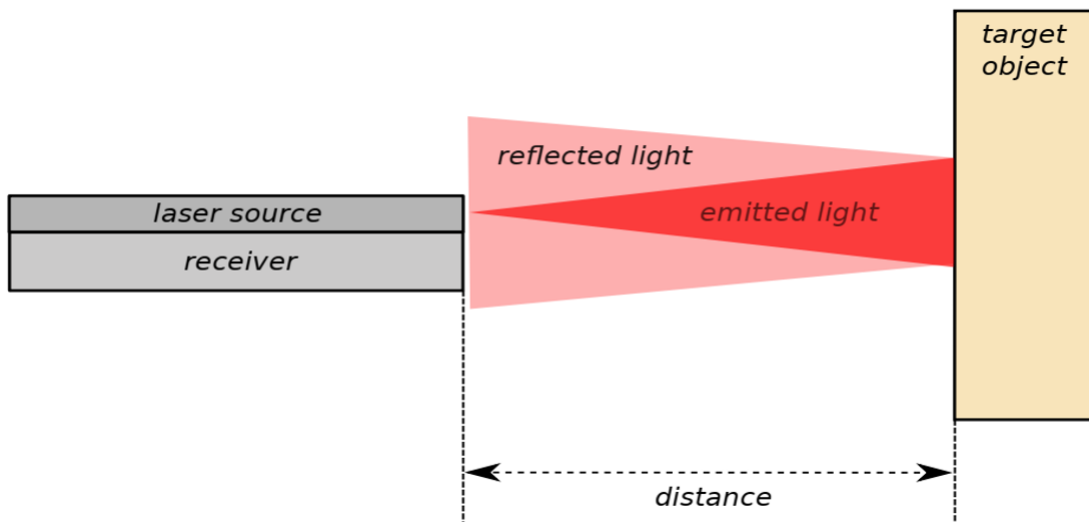 target
object
reflected light
laser source
emitted light
receiver
distance